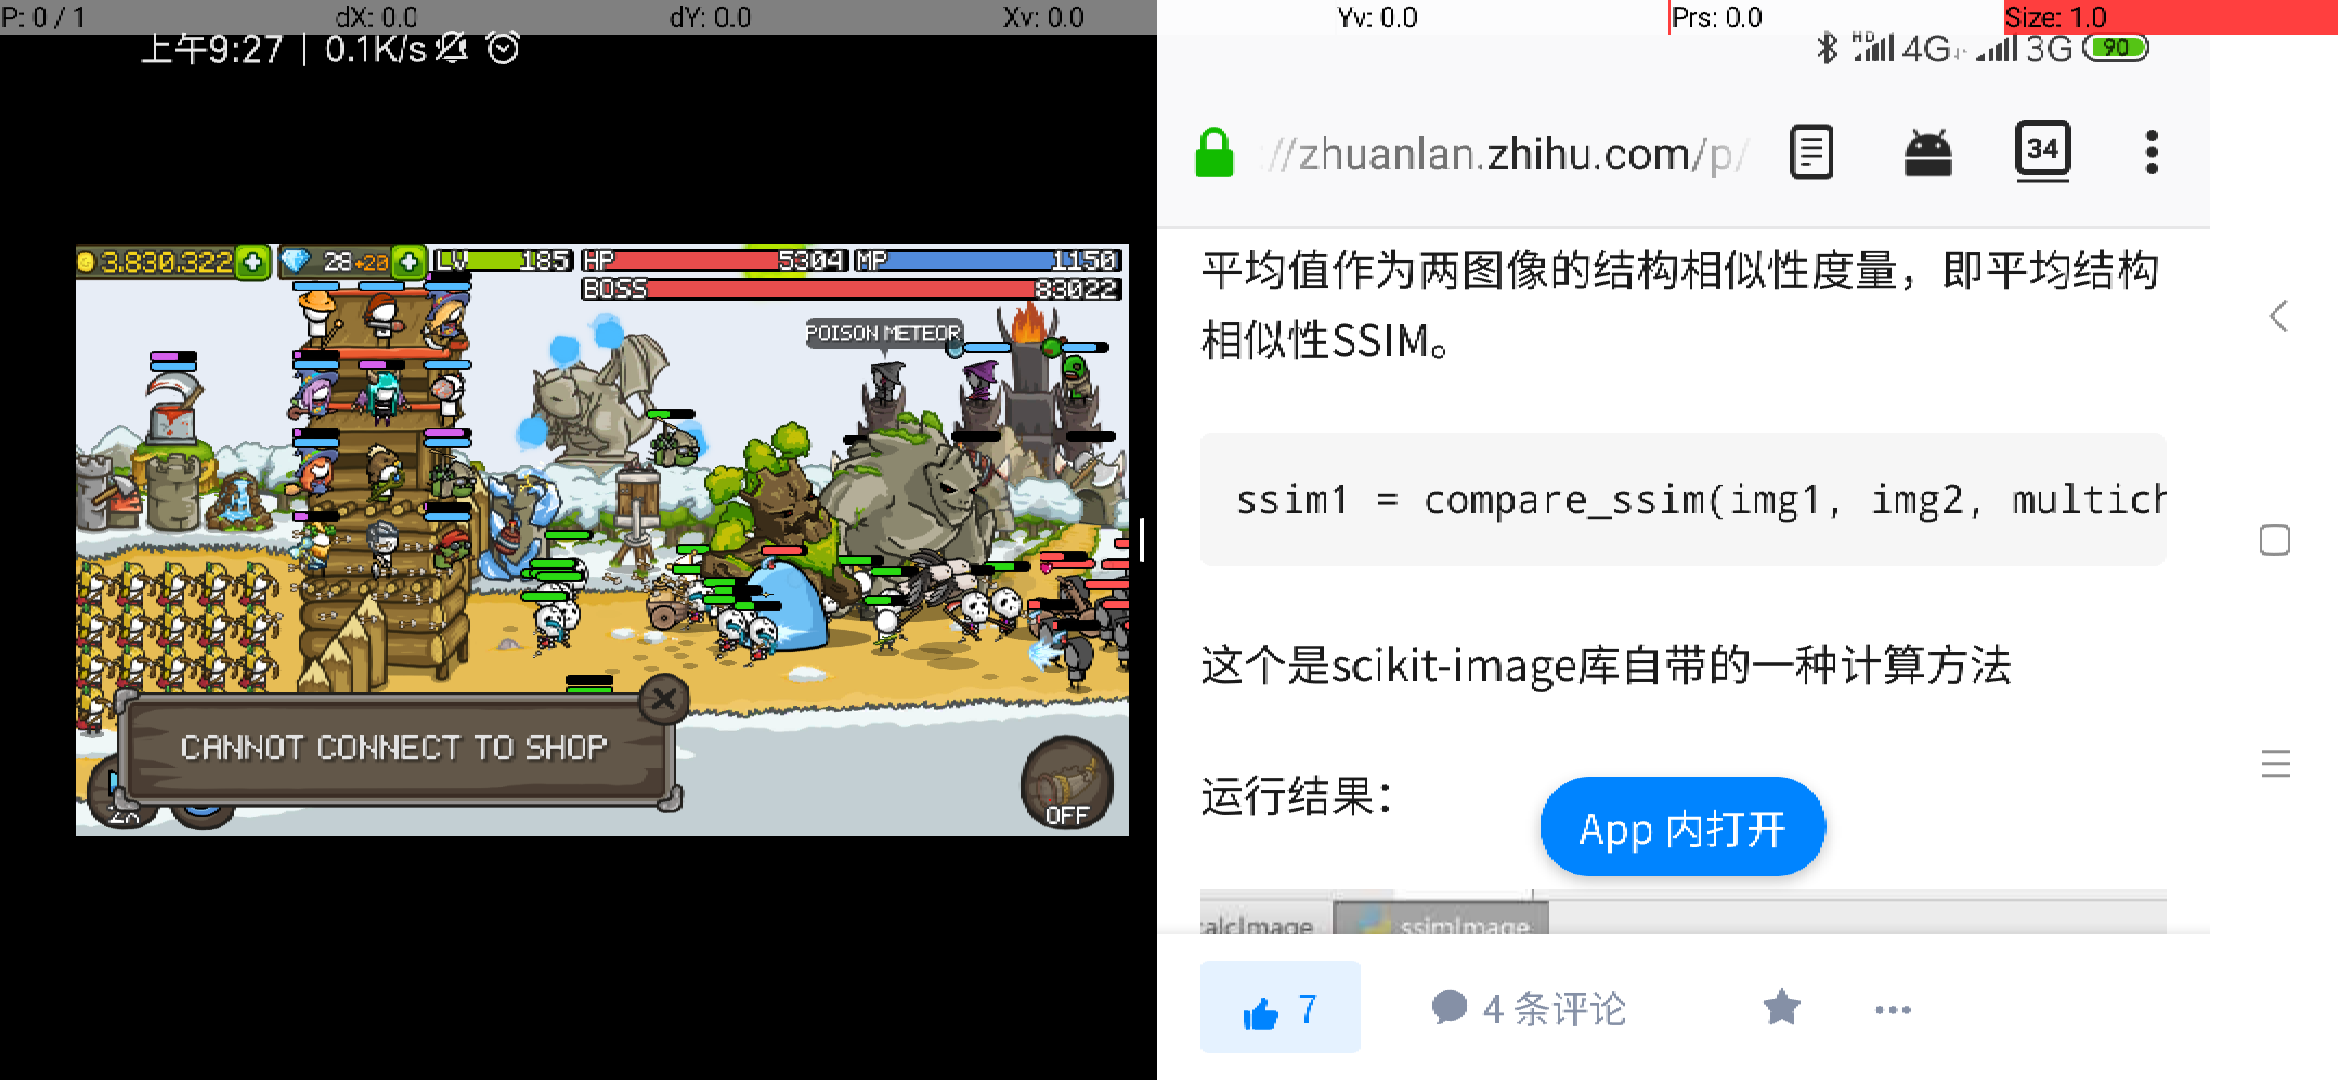 P: 0 / 1 dX: 0.0 dY: 0.0 Xv: 0.0 Yv: 0.0 Prs: 0.0 Size: 1.0
上午9:27 | 0.1K/s
HD 4G 3G 90
://zhuanlan.zhihu.com/p/
34
3,830,322 28+20 LV 185 HP 5304 MP 1150
BOSS 83022
POISON METEOR
CANNOT CONNECT TO SHOP
OFF
平均值作为两图像的结构相似性度量，即平均结构
相似性SSIM。
ssim1 = compare_ssim(img1, img2, multich
这个是scikit-image库自带的一种计算方法
运行结果：
App 内打开
alcImage ssimImage
7 4 条评论